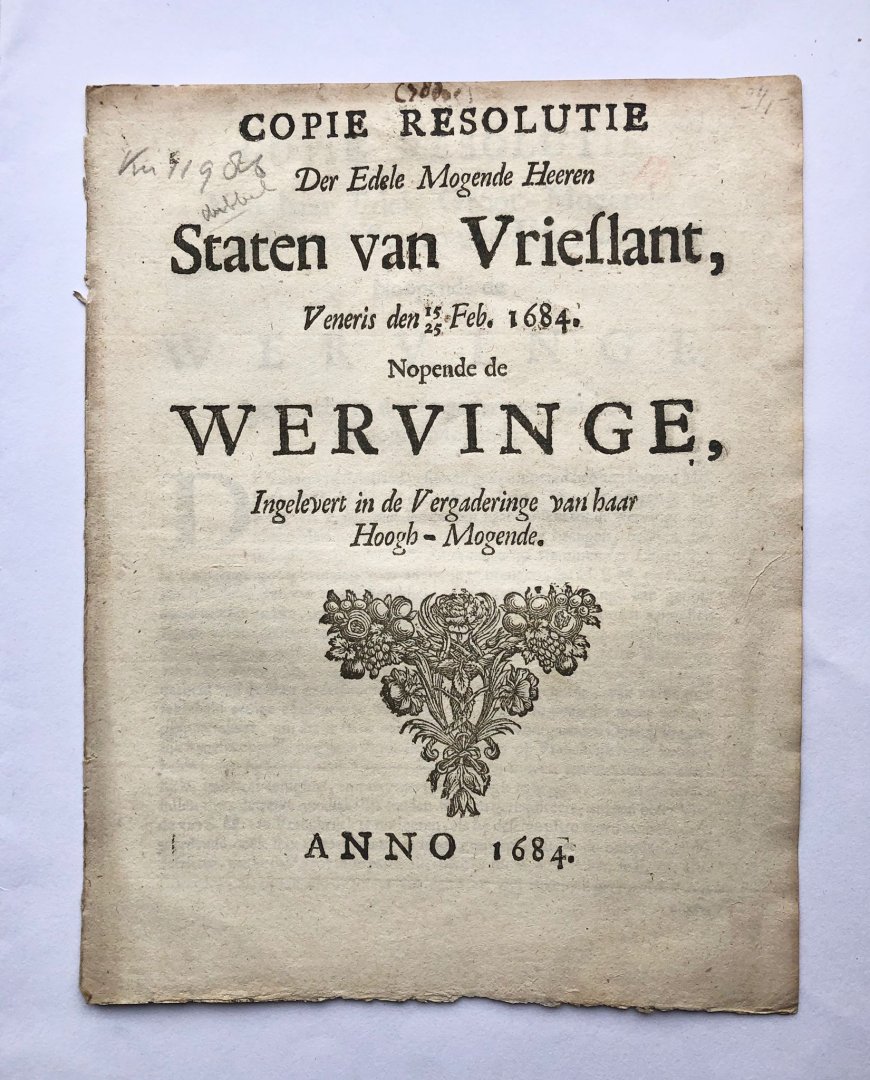 COPIE RESOLUTIE
Der Edele Mogende Heeren
Staten van Vrieſlant,
Veneris den 15/25 Feb. 1684.
Nopende de
WERVINGE,
Ingelevert in de Vergaderinge van haar
Hoogh-Mogende.
ANNO 1684.
dubbel